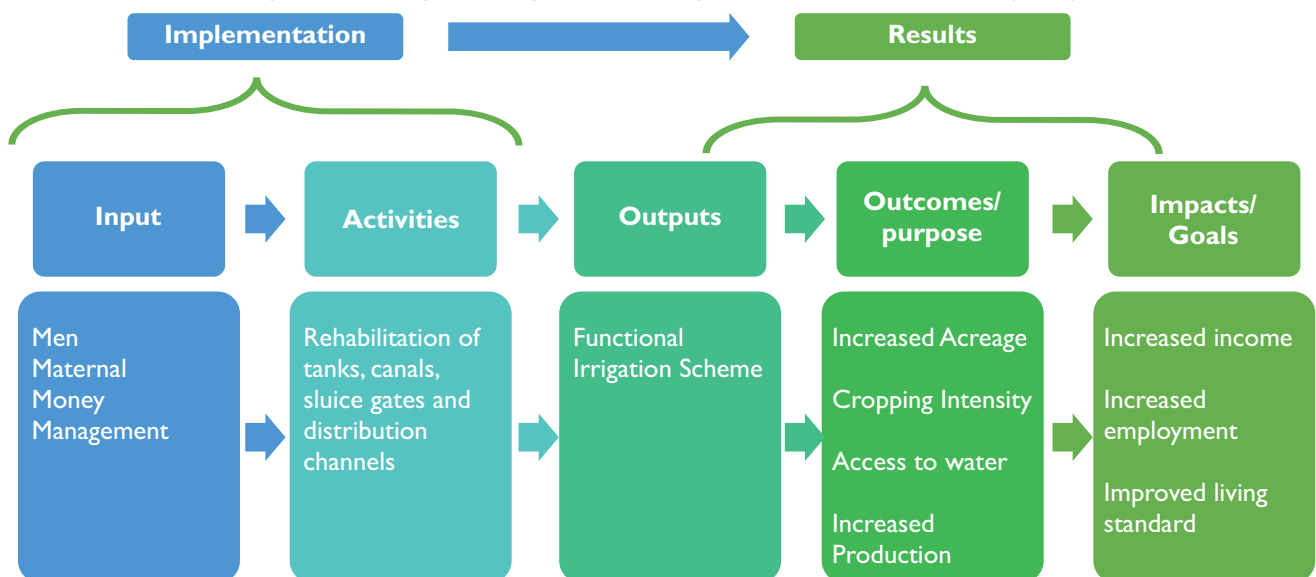 Implementation
Results
Input
Activities
Outputs
Outcomes/
purpose
Impacts/
Goals
Men
Maternal
Money
Management
Rehabilitation of
tanks, canals,
sluice gates and
distribution
channels
Functional
Irrigation Scheme
Increased Acreage
Cropping Intensity
Access to water
Increased
Production
Increased income
Increased
employment
Improved living
standard